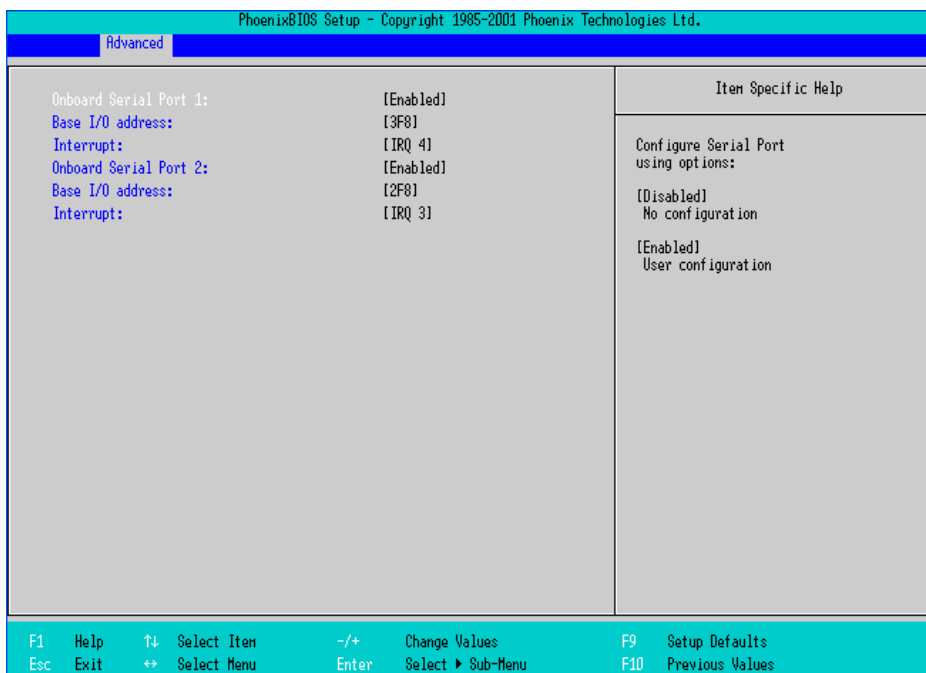 PhoenixBIOS Setup - Copyright 1985-2001 Phoenix Technologies Ltd.
Advanced
Onboard Serial Port 1: [Enabled]
Base I/O address: [3F8]
Interrupt: [IRQ 4]
Onboard Serial Port 2: [Enabled]
Base I/O address: [2F8]
Interrupt: [IRQ 3]
Item Specific Help
Configure Serial Port
using options:
[Disabled]
No configuration
[Enabled]
User configuration
F1 Help ↑↓ Select Item -/+ Change Values F9 Setup Defaults
Esc Exit ↔ Select Menu Enter Select ▶ Sub-Menu F10 Previous Values